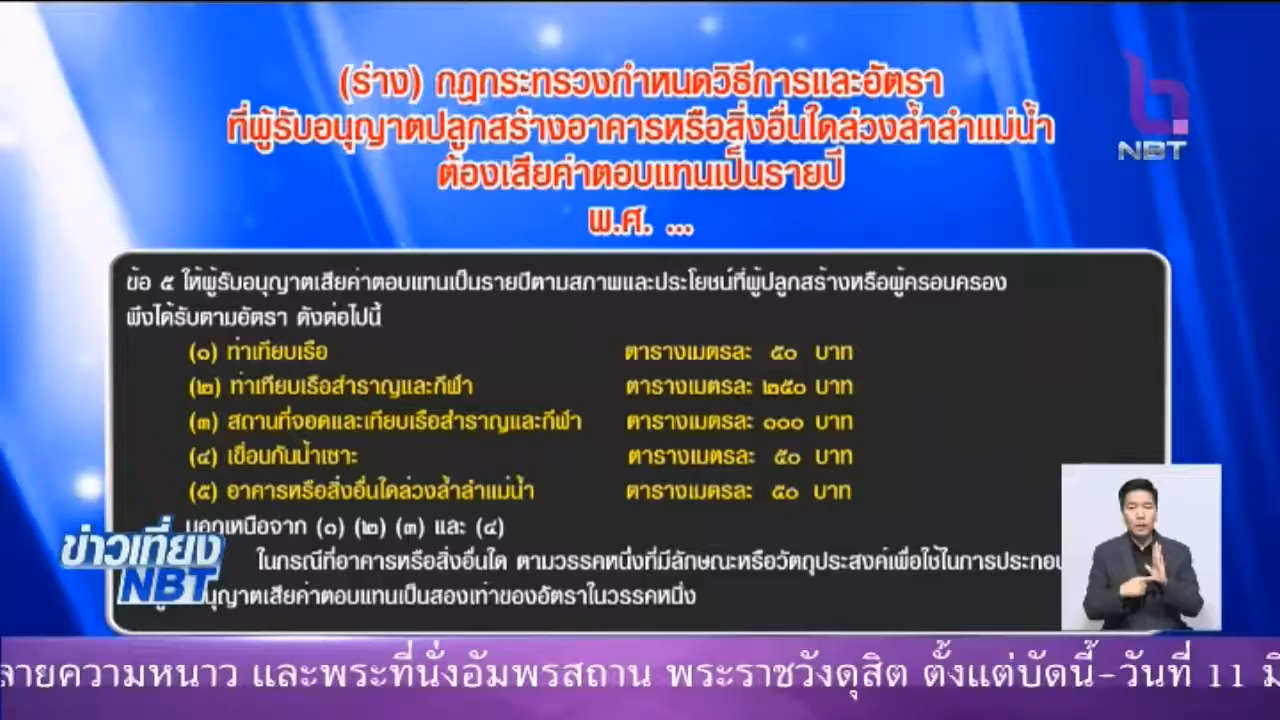 (ร่าง) กฎกระทรวงกำหนดวิธีการและอัตรา
ที่ผู้รับอนุญาตปลูกสร้างอาคารหรือสิ่งอื่นใดล่วงล้ำลำแม่น้ำ
ต้องเสียค่าตอบแทนเป็นรายปี
พ.ศ. ...
NBT
ข้อ ๕ ให้ผู้รับอนุญาตเสียค่าตอบแทนเป็นรายปีตามสภาพและประโยชน์ที่ผู้ปลูกสร้างหรือผู้ครอบครอง
พึงได้รับตามอัตรา ดังต่อไปนี้
(๑) ท่าเทียบเรือ ตารางเมตรละ ๕๐ บาท
(๒) ท่าเทียบเรือสำราญและกีฬา ตารางเมตรละ ๒๕๐ บาท
(๓) สถานที่จอดและเทียบเรือสำราญและกีฬา ตารางเมตรละ ๑๐๐ บาท
(๔) เขื่อนกันน้ำเซาะ ตารางเมตรละ ๕๐ บาท
(๕) อาคารหรือสิ่งอื่นใดล่วงล้ำลำแม่น้ำ ตารางเมตรละ ๕๐ บาท
นอกเหนือจาก (๑) (๒) (๓) และ (๔)
ในกรณีที่อาคารหรือสิ่งอื่นใด ตามวรรคหนึ่งที่มีลักษณะหรือวัตถุประสงค์เพื่อใช้ในการประกอบ
นุญาตเสียค่าตอบแทนเป็นสองเท่าของอัตราในวรรคหนึ่ง
ข่าวเที่ยง
NBT
ลายความหนาว และพระที่นั่งอัมพรสถาน พระราชวังดุสิต ตั้งแต่บัดนี้-วันที่ 11 มี